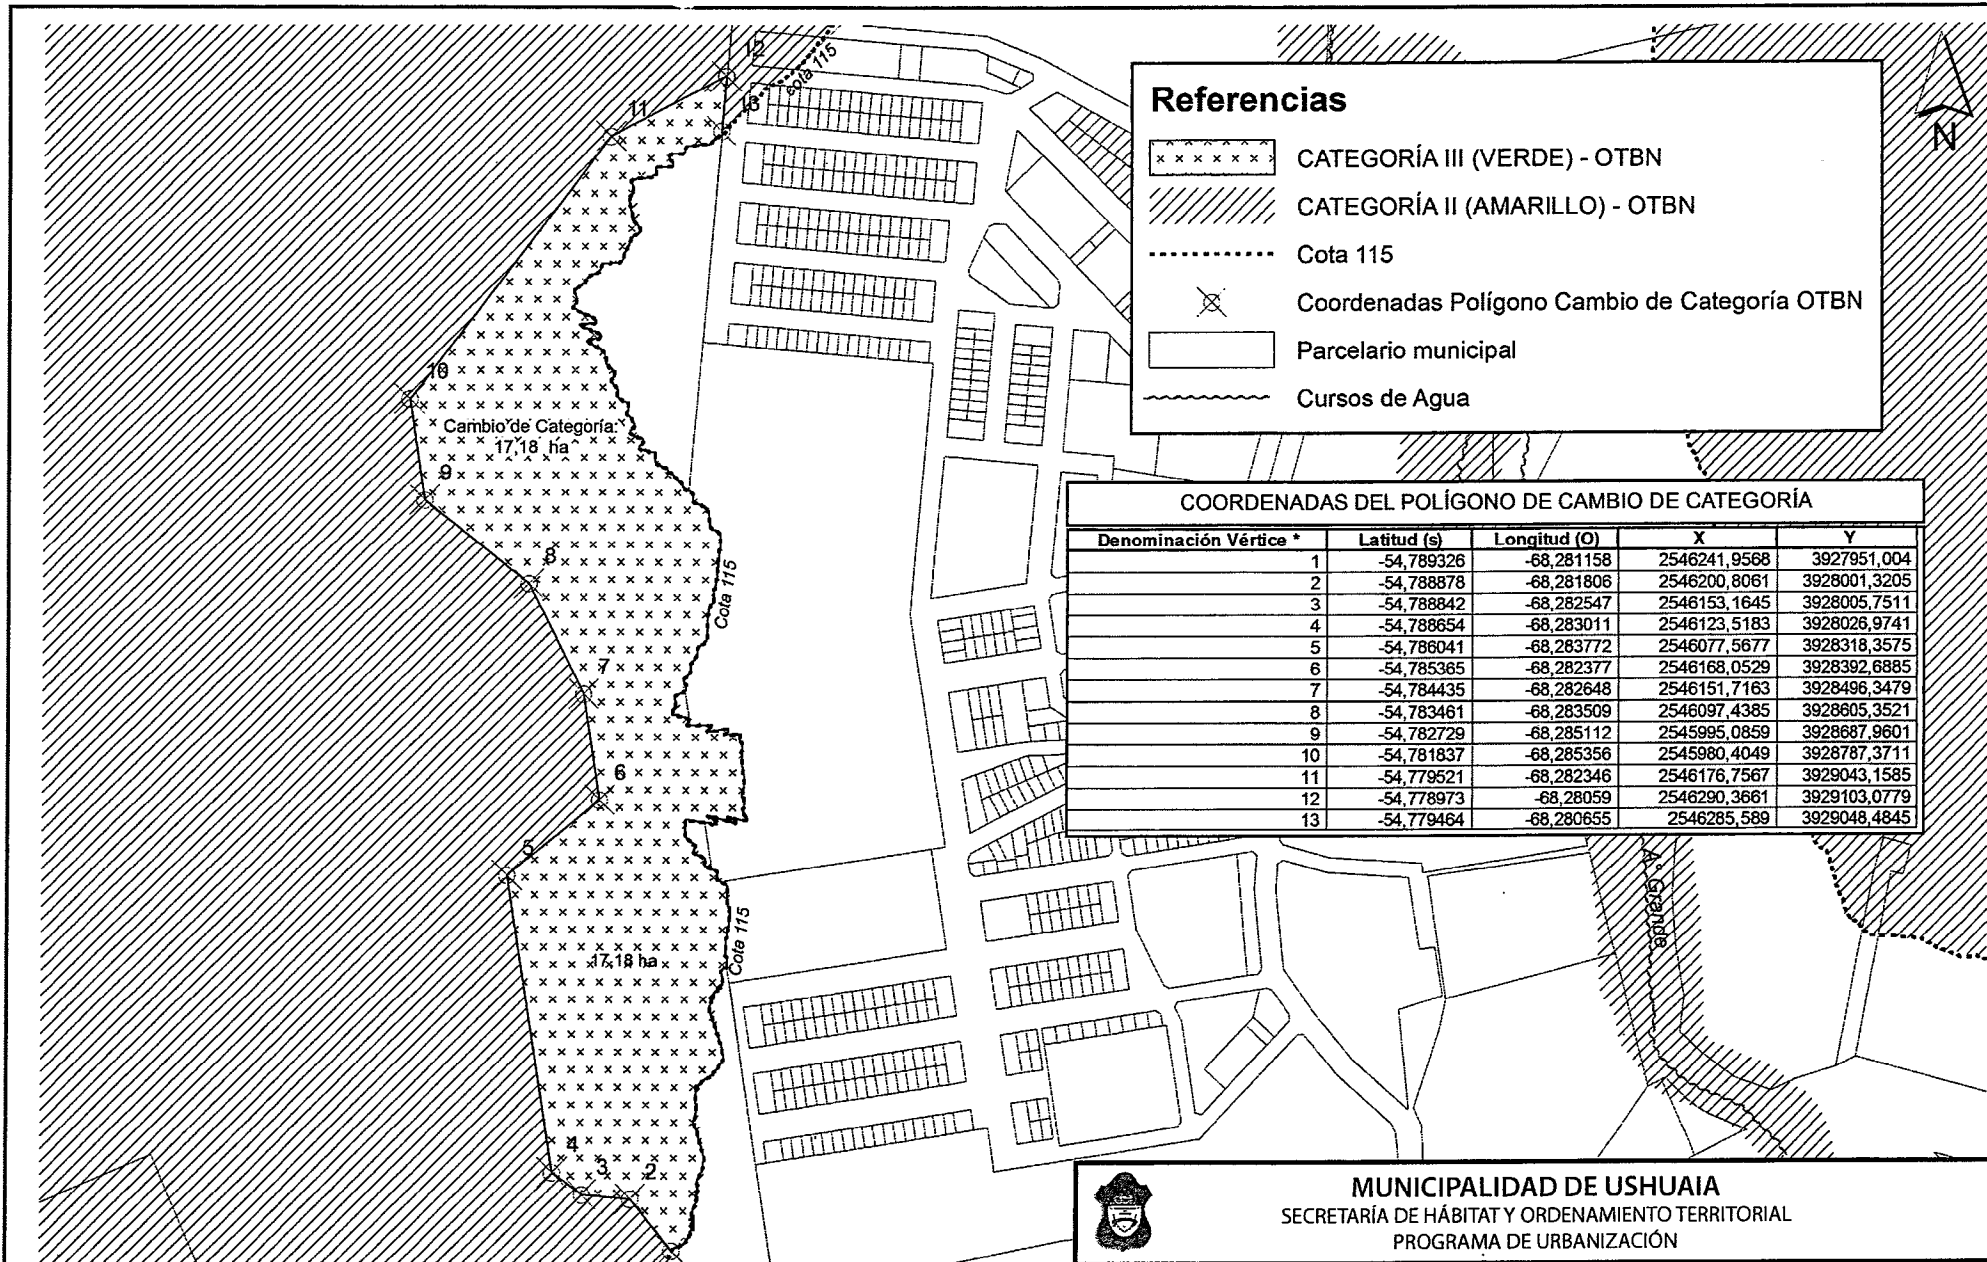 12
cota 115
11
13
10
Cambio de Categoría:
17,18 ha
9
8
Cota 115
7
6
5
Cota 115
17,18 ha
4
3
2
Referencias
CATEGORÍA III (VERDE) - OTBN
CATEGORÍA II (AMARILLO) - OTBN
Cota 115
Coordenadas Polígono Cambio de Categoría OTBN
Parcelario municipal
Cursos de Agua
N
COORDENADAS DEL POLÍGONO DE CAMBIO DE CATEGORÍA
Denominación Vértice * Latitud (s) Longitud (O) X Y
1 -54,789326 -68,281158 2546241,9568 3927951,004
2 -54,788878 -68,281806 2546200,8061 3928001,3205
3 -54,788842 -68,282547 2546153,1645 3928005,7511
4 -54,788654 -68,283011 2546123,5183 3928026,9741
5 -54,786041 -68,283772 2546077,5677 3928318,3575
6 -54,785365 -68,282377 2546168,0529 3928392,6885
7 -54,784435 -68,282648 2546151,7163 3928496,3479
8 -54,783461 -68,283509 2546097,4385 3928605,3521
9 -54,782729 -68,285112 2545995,0859 3928687,9601
10 -54,781837 -68,285356 2545980,4049 3928787,3711
11 -54,779521 -68,282346 2546176,7567 3929043,1585
12 -54,778973 -68,28059 2546290,3661 3929103,0779
13 -54,779464 -68,280655 2546285,589 3929048,4845
A° Grande
MUNICIPALIDAD DE USHUAIA
SECRETARÍA DE HÁBITAT Y ORDENAMIENTO TERRITORIAL
PROGRAMA DE URBANIZACIÓN